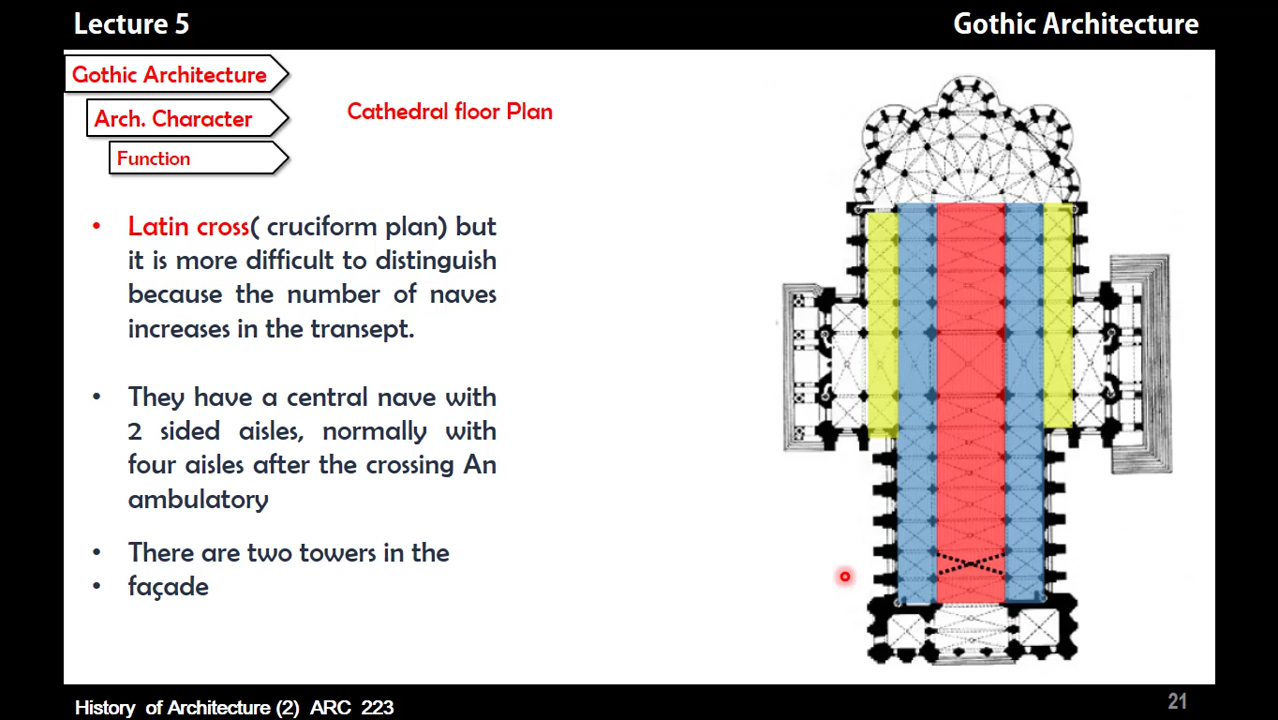 Lecture 5
Gothic Architecture
Gothic Architecture
Arch. Character
Function
Cathedral floor Plan
• Latin cross( cruciform plan) but
it is more difficult to distinguish
because the number of naves
increases in the transept.
• They have a central nave with
2 sided aisles, normally with
four aisles after the crossing An
ambulatory
• There are two towers in the
• façade
History of Architecture (2) ARC 223
21